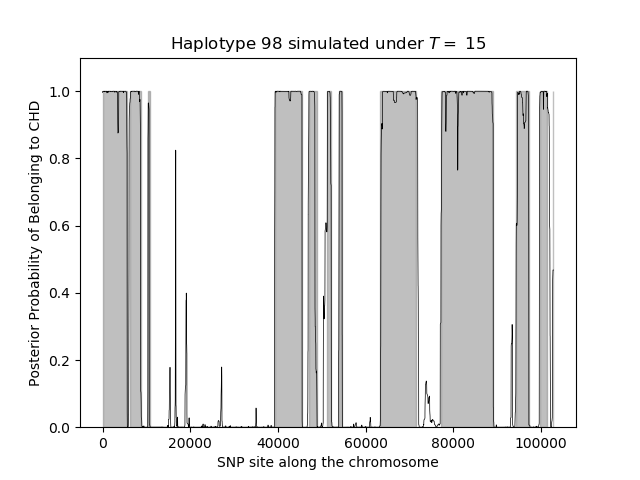 Haplotype 98 simulated under T = 15
Posterior Probability of Belonging to CHD
1.0
0.8
0.6
0.4
0.2
0.0
0 20000 40000 60000 80000 100000
SNP site along the chromosome